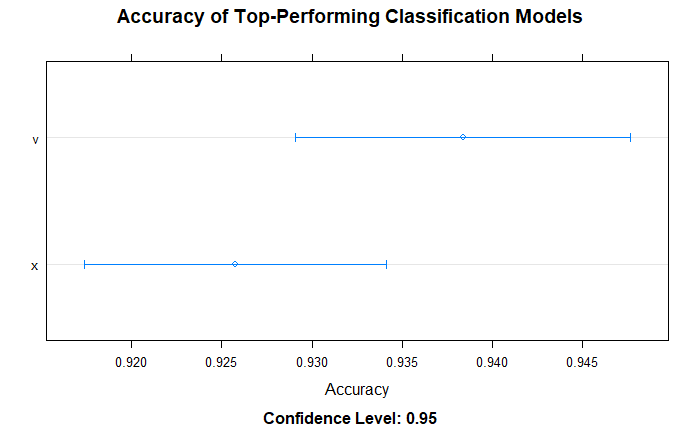 Accuracy of Top-Performing Classification Models
v
x
0.920 0.925 0.930 0.935 0.940 0.945
Accuracy
Confidence Level: 0.95